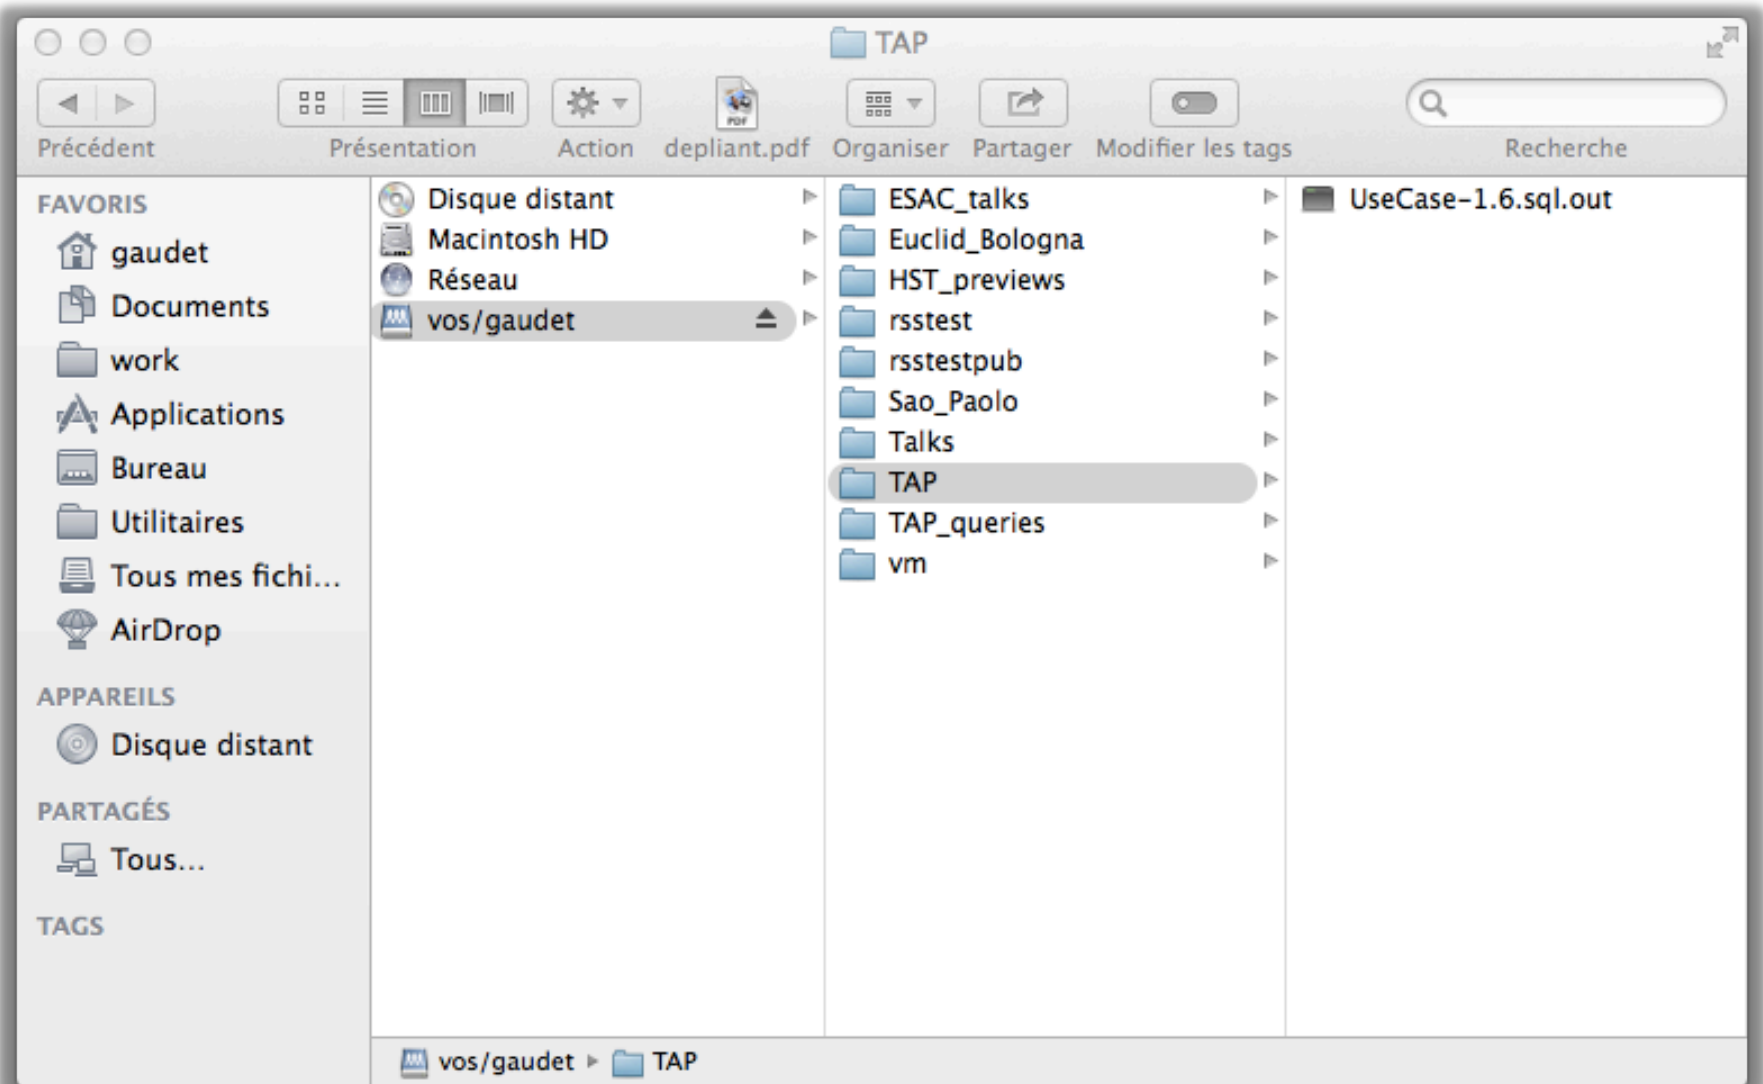 TAP
PDF
Précédent
Présentation
Action
depliant.pdf
Organiser
Partager
Modifier les tags
Recherche
FAVORIS
gaudet
Documents
work
Applications
Bureau
Utilitaires
Tous mes fichi...
AirDrop
APPAREILS
Disque distant
PARTAGÉS
Tous...
TAGS
Disque distant
Macintosh HD
Réseau
vos/gaudet
ESAC_talks
Euclid_Bologna
HST_previews
rsstest
rsstestpub
Sao_Paolo
Talks
TAP
TAP_queries
vm
UseCase-1.6.sql.out
vos/gaudet
TAP